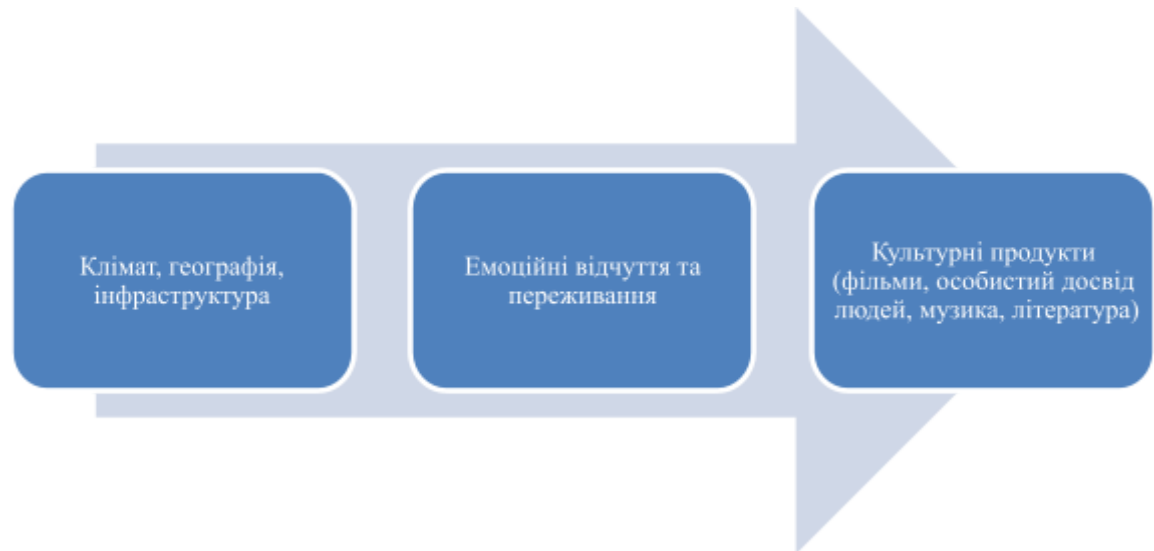 Клімат, географія,
інфраструктура
Емоційні відчуття та
переживання
Культурні продукти
(фільми, особистий досвід
людей, музика, література)